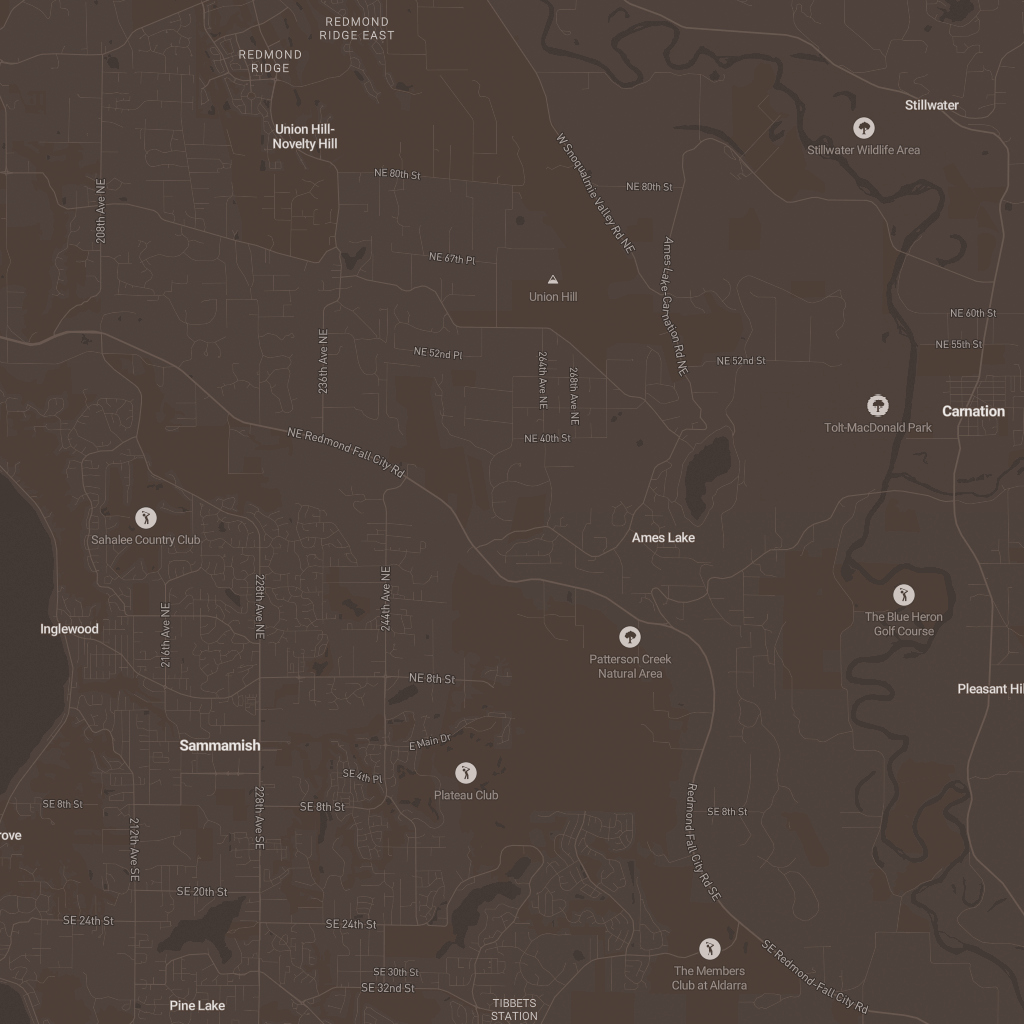 REDMOND
RIDGE EAST
REDMOND
RIDGE
Stillwater
Union Hill-
Novelty Hill
Stillwater Wildlife Area
NE 80th St
NE 80th St
W Snoqualmie Valley Rd NE
208th Ave NE
NE 67th Pl
Ames Lake-Carnation Rd NE
Union Hill
NE 60th St
NE 55th St
236th Ave NE
NE 52nd Pl
NE 52nd St
264th Ave NE
268th Ave NE
Carnation
Tolt-MacDonald Park
NE 40th St
NE Redmond Fall City Rd
Sahalee Country Club
Ames Lake
228th Ave NE
244th Ave NE
216th Ave NE
Inglewood
The Blue Heron
Golf Course
Patterson Creek
Natural Area
NE 8th St
Pleasant Hil
Sammamish
E Main Dr
SE 4th Pl
Plateau Club
SE 8th St
SE 8th St
SE 8th St
228th Ave SE
rove
212th Ave SE
Redmond Fall City Rd SE
SE 20th St
SE 24th St
SE 24th St
SE 30th St
SE 32nd St
The Members
Club at Aldarra
SE Redmond-Fall City Rd
Pine Lake
TIBBETS
STATION